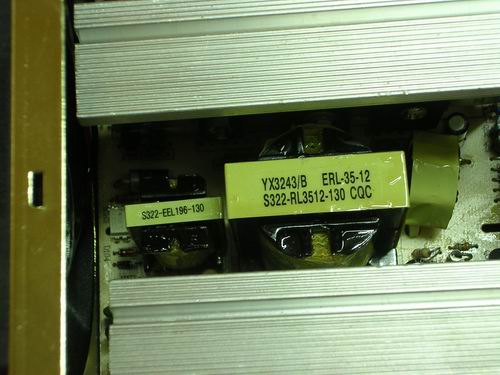 YX3243/B ERL-35-12
S322-RL3512-130 CQC
S322-EEL196-130